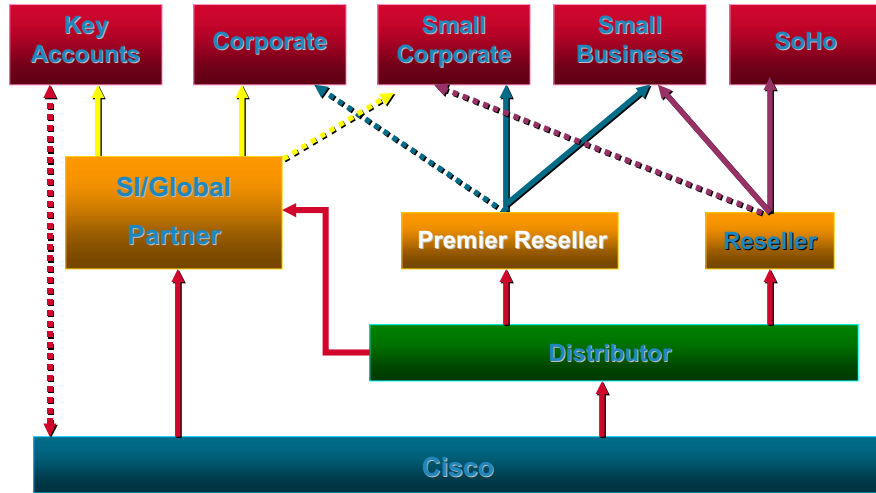 Key
Accounts
Corporate
Small
Corporate
Small
Business
SoHo
SI/Global
Partner
Premier Reseller
Reseller
Distributor
Cisco